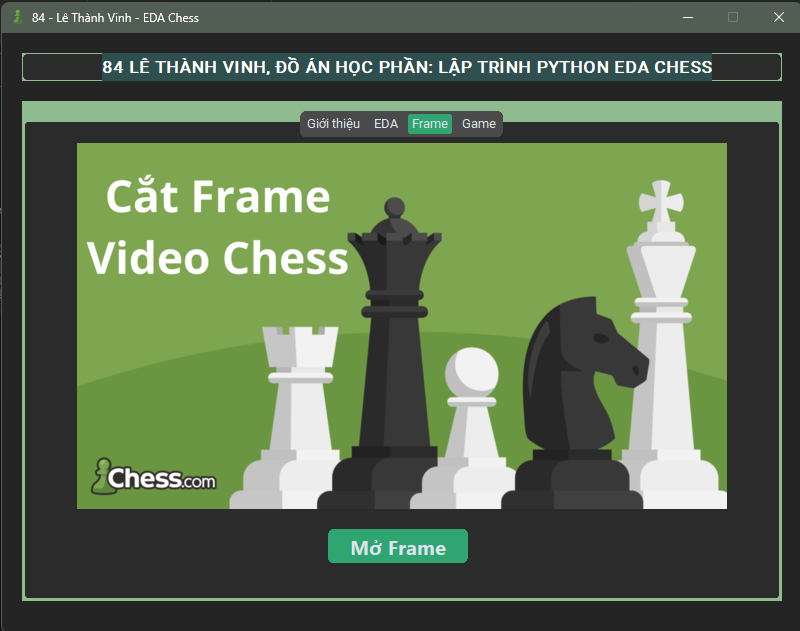 84 - Lê Thành Vinh - EDA Chess
84 LÊ THÀNH VINH, ĐỒ ÁN HỌC PHẦN: LẬP TRÌNH PYTHON EDA CHESS
Giới thiệu EDA Frame Game
Cắt Frame
Video Chess
Chess.com
Mở Frame